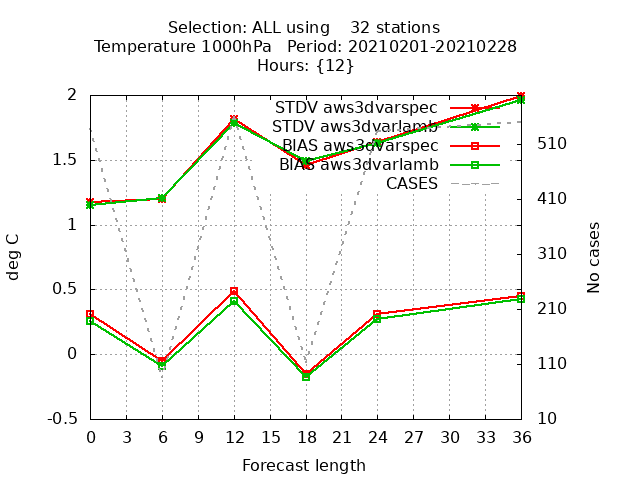 Selection: ALL using    32 stations
Temperature 1000hPa   Period: 20210201-20210228
Hours: {12}
STDV aws3dvarspec
STDV aws3dvarlamb
BIAS aws3dvarspec
BIAS aws3dvarlamb
CASES
2
1.5
1
0.5
0
-0.5
deg C
510
410
310
210
110
10
No cases
0 3 6 9 12 15 18 21 24 27 30 33 36
Forecast length